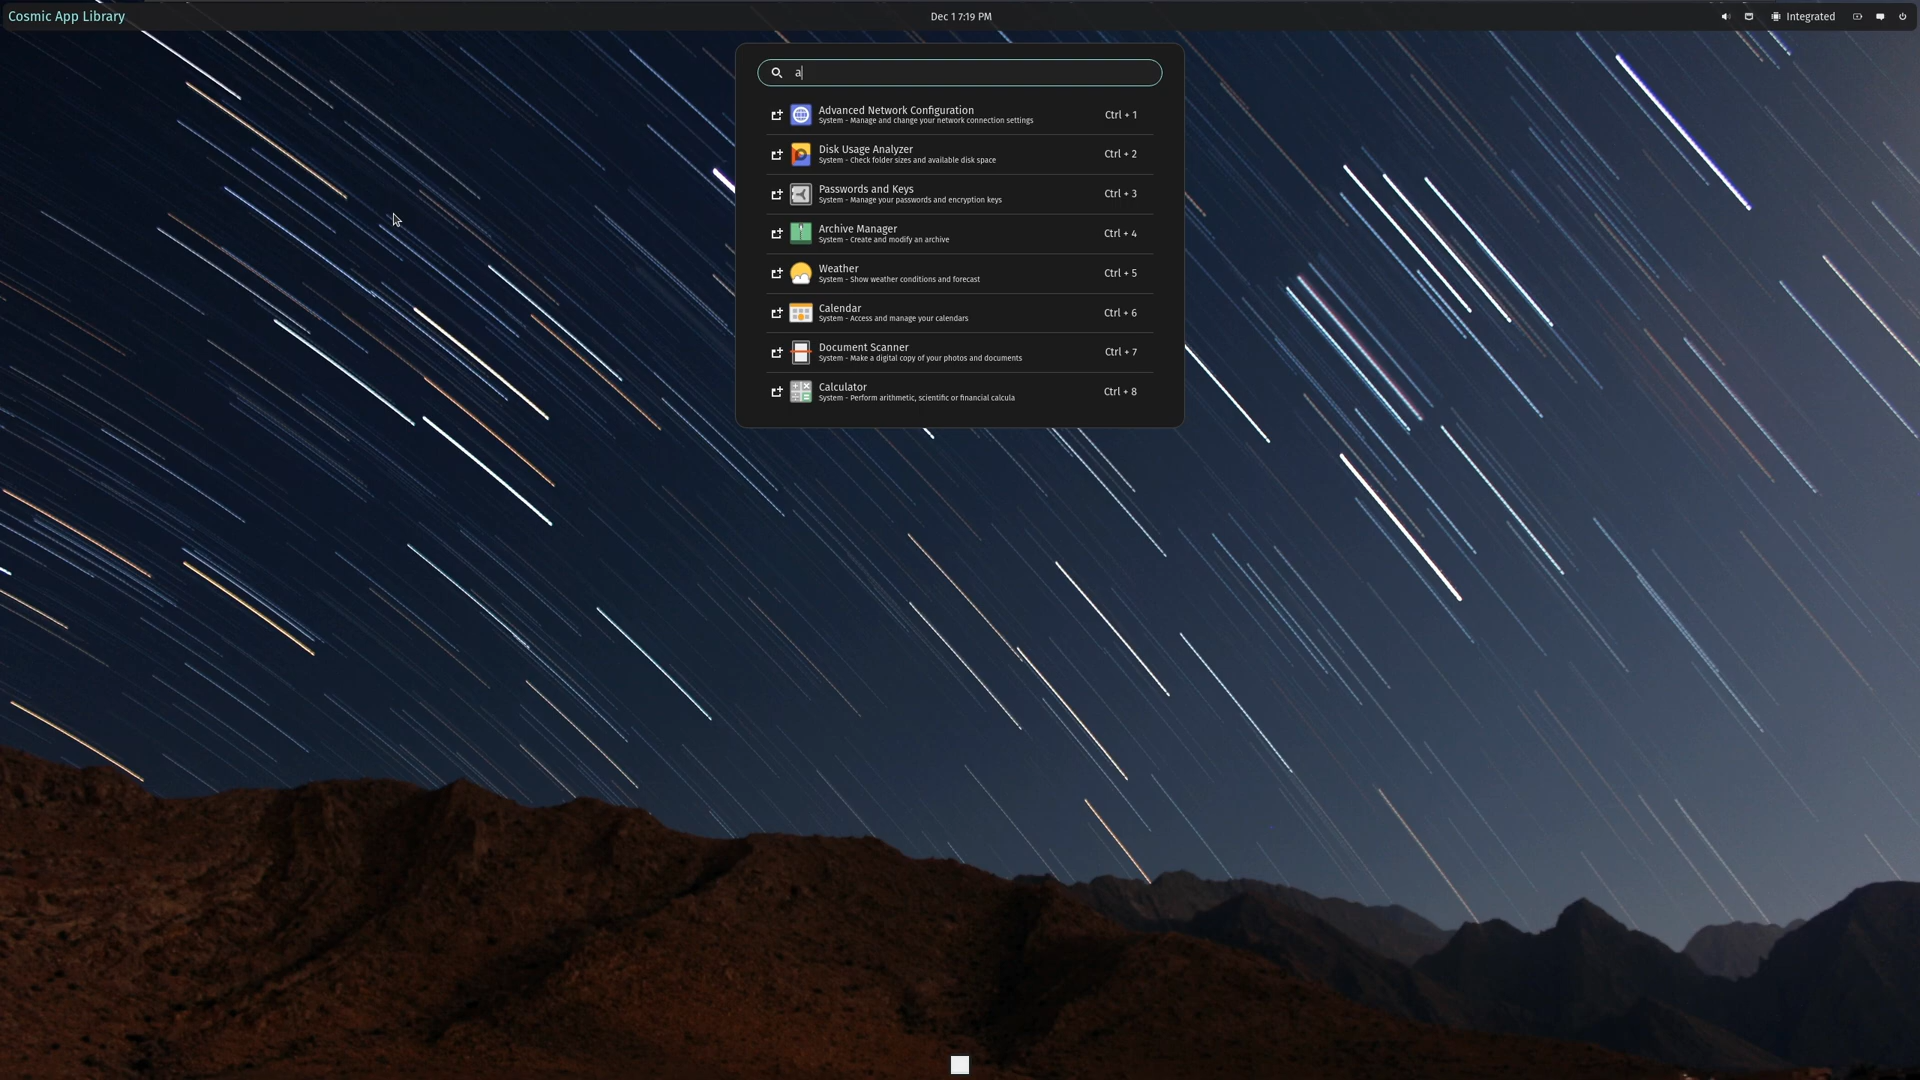 Cosmic App Library
Dec 1 7:19 PM
Integrated
a
Advanced Network Configuration
System - Manage and change your network connection settings
Ctrl + 1
Disk Usage Analyzer
System - Check folder sizes and available disk space
Ctrl + 2
Passwords and Keys
System - Manage your passwords and encryption keys
Ctrl + 3
Archive Manager
System - Create and modify an archive
Ctrl + 4
Weather
System - Show weather conditions and forecast
Ctrl + 5
Calendar
System - Access and manage your calendars
Ctrl + 6
Document Scanner
System - Make a digital copy of your photos and documents
Ctrl + 7
Calculator
System - Perform arithmetic, scientific or financial calcula
Ctrl + 8